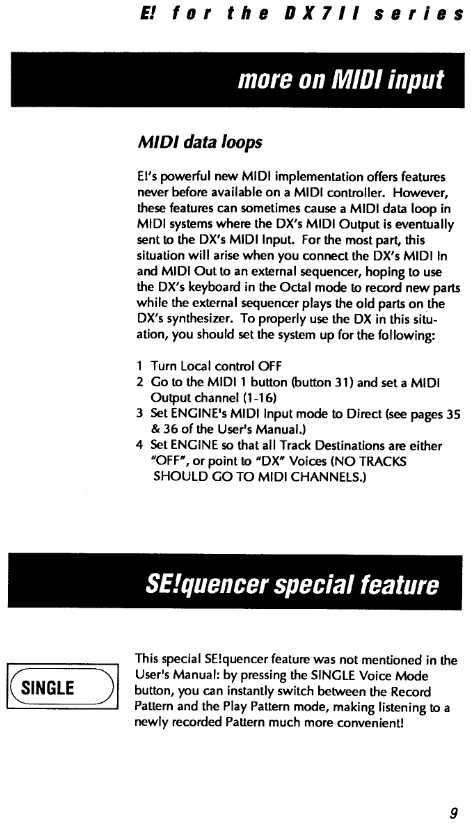 E! for the DX7II series
more on MIDI input
MIDI data loops
E!'s powerful new MIDI implementation offers features
never before available on a MIDI controller. However,
these features can sometimes cause a MIDI data loop in
MIDI systems where the DX's MIDI Output is eventually
sent to the DX's MIDI Input. For the most part, this
situation will arise when you connect the DX's MIDI In
and MIDI Out to an external sequencer, hoping to use
the DX's keyboard in the Octal mode to record new parts
while the external sequencer plays the old parts on the
DX's synthesizer. To properly use the DX in this situ-
ation, you should set the system up for the following:
1 Turn Local control OFF
2 Go to the MIDI 1 button (button 31) and set a MIDI
Output channel (1-16)
3 Set ENGINE's MIDI Input mode to Direct (see pages 35
& 36 of the User's Manual.)
4 Set ENGINE so that all Track Destinations are either
"OFF", or point to "DX" Voices (NO TRACKS
SHOULD GO TO MIDI CHANNELS.)
SE!quencer special feature
SINGLE
This special SE!quencer feature was not mentioned in the
User's Manual: by pressing the SINGLE Voice Mode
button, you can instantly switch between the Record
Pattern and the Play Pattern mode, making listening to a
newly recorded Pattern much more convenient!
9